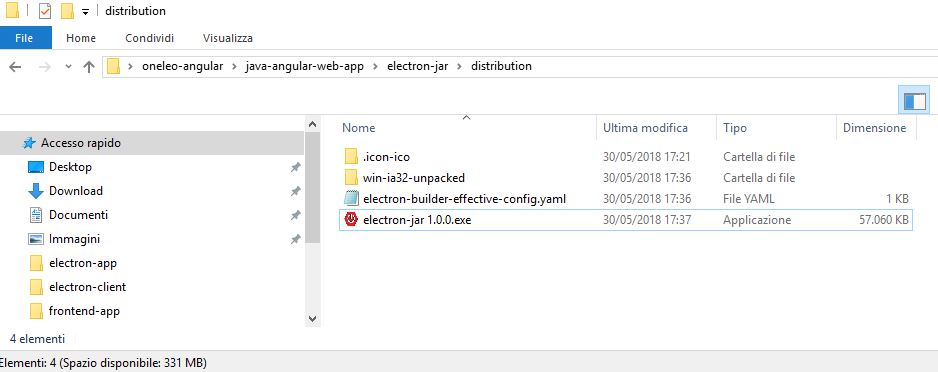 distribution
File Home Condividi Visualizza
oneleo-angular > java-angular-web-app > electron-jar > distribution
Nome Ultima modifica Tipo Dimensione
Accesso rapido
Desktop
Download
Documenti
Immagini
electron-app
electron-client
frontend-app
.icon-ico 30/05/2018 17:21 Cartella di file
win-ia32-unpacked 30/05/2018 17:36 Cartella di file
electron-builder-effective-config.yaml 30/05/2018 17:36 File YAML 1 KB
electron-jar 1.0.0.exe 30/05/2018 17:37 Applicazione 57.060 KB
4 elementi
Elementi: 4 (Spazio disponibile: 331 MB)